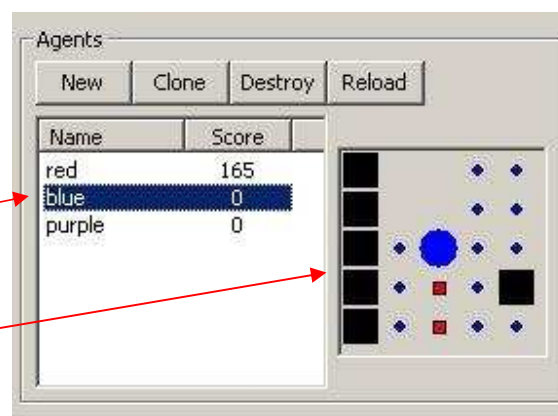 Agents
New Clone Destroy Reload
Name Score
red 165
blue 0
purple 0